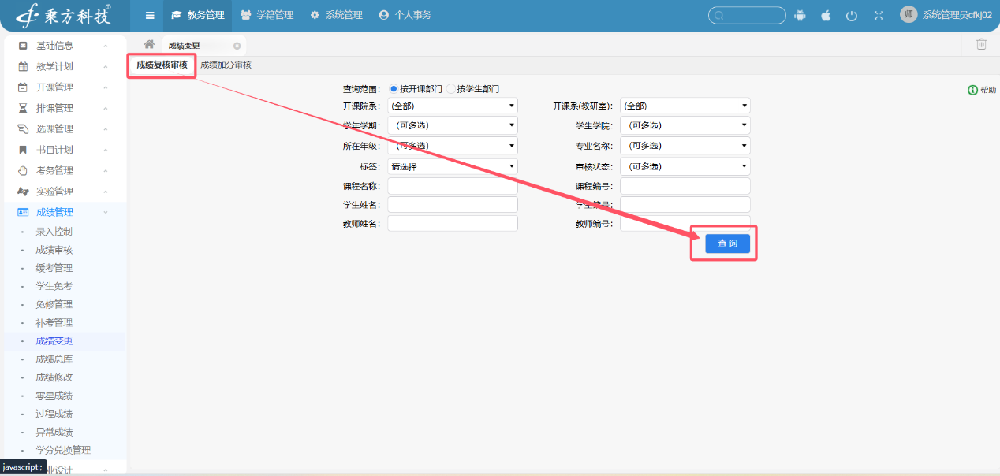 乘方科技
教务管理
学籍管理
系统管理
个人事务
师
系统管理员cfkj02
基础信息
教学计划
开课管理
排课管理
选课管理
书目计划
考务管理
实验管理
成绩管理
录入控制
成绩审核
缓考管理
学生免考
免修管理
补考管理
成绩变更
成绩总库
成绩修改
零星成绩
过程成绩
异常成绩
学分兑换管理
业设计
javascript:;
成绩变更
成绩复核审核 成绩加分审核
帮助
查询范围： 按开课部门 按学生部门
开课院系： (全部) 开课系(教研室)： (全部)
学年学期： (可多选) 学生学院： (可多选)
所在年级： (可多选) 专业名称： (可多选)
标签： 请选择 审核状态： (可多选)
课程名称： 课程编号：
学生姓名： 学生编号：
教师姓名： 教师编号：
查 询